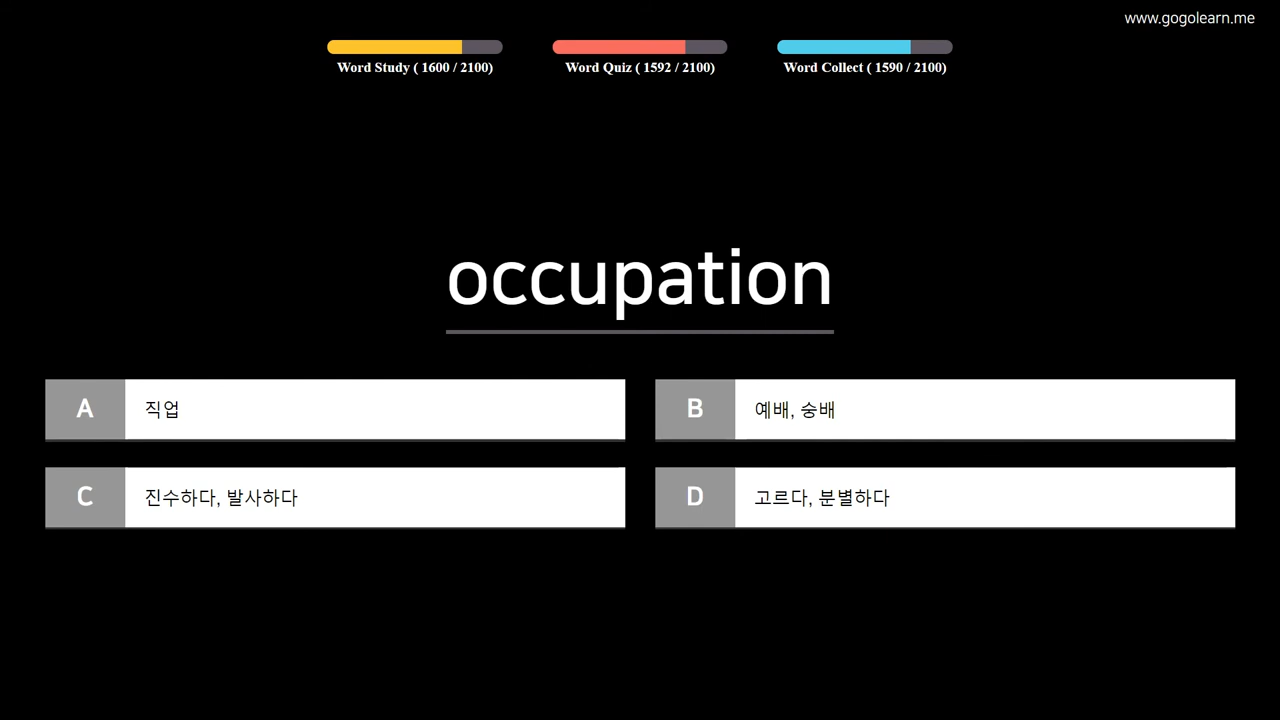 www.gogolearn.me
Word Study ( 1600 / 2100)
Word Quiz ( 1592 / 2100)
Word Collect ( 1590 / 2100)
occupation
A 직업
B 예배, 숭배
C 진수하다, 발사하다
D 고르다, 분별하다